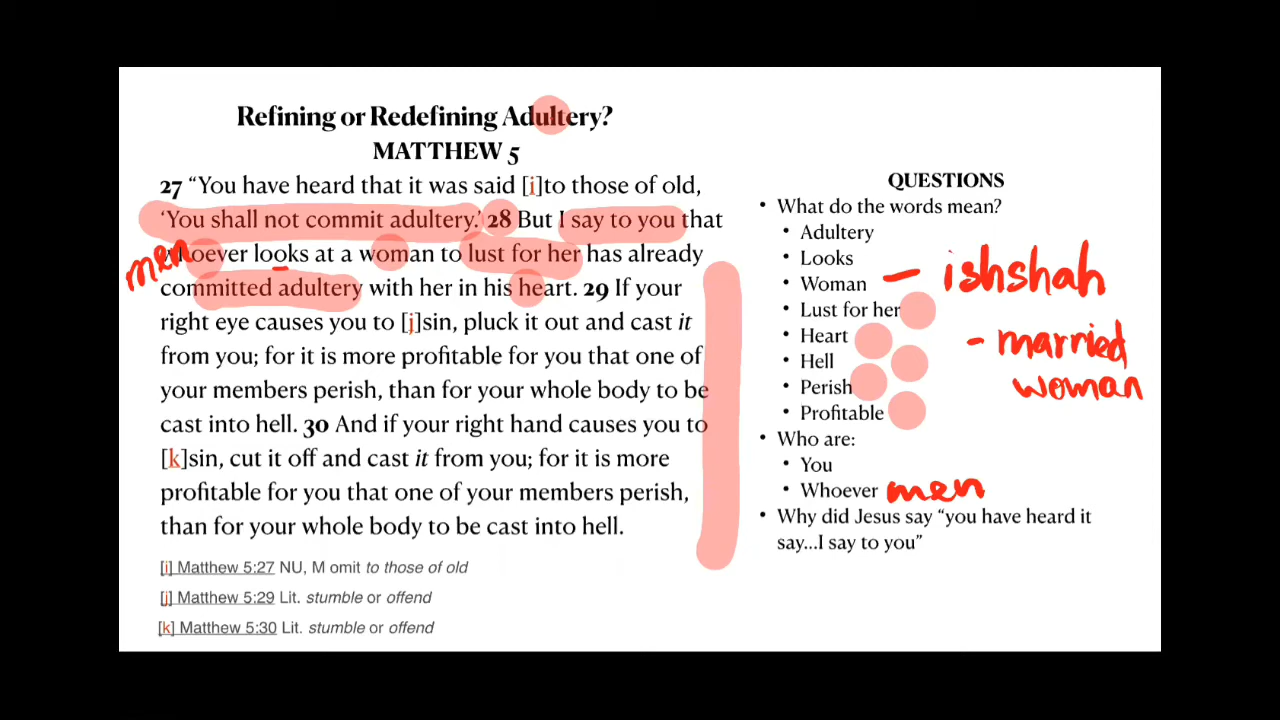 Refining or Redefining Adultery?
MATTHEW 5
27 “You have heard that it was said [i]to those of old,
‘You shall not commit adultery.’ 28 But I say to you that
whoever looks at a woman to lust for her has already
men
committed adultery with her in his heart. 29 If your
right eye causes you to [j]sin, pluck it out and cast it
from you; for it is more profitable for you that one of
your members perish, than for your whole body to be
cast into hell. 30 And if your right hand causes you to
[k]sin, cut it off and cast it from you; for it is more
profitable for you that one of your members perish,
than for your whole body to be cast into hell.
[i] Matthew 5:27 NU, M omit to those of old
[j] Matthew 5:29 Lit. stumble or offend
[k] Matthew 5:30 Lit. stumble or offend
QUESTIONS
• What do the words mean?
• Adultery
• Looks
• Woman - ishshah
• Lust for her
• Heart
- married
woman
• Hell
• Perish
• Profitable
• Who are:
• You
• Whoever men
• Why did Jesus say “you have heard it
say...I say to you”